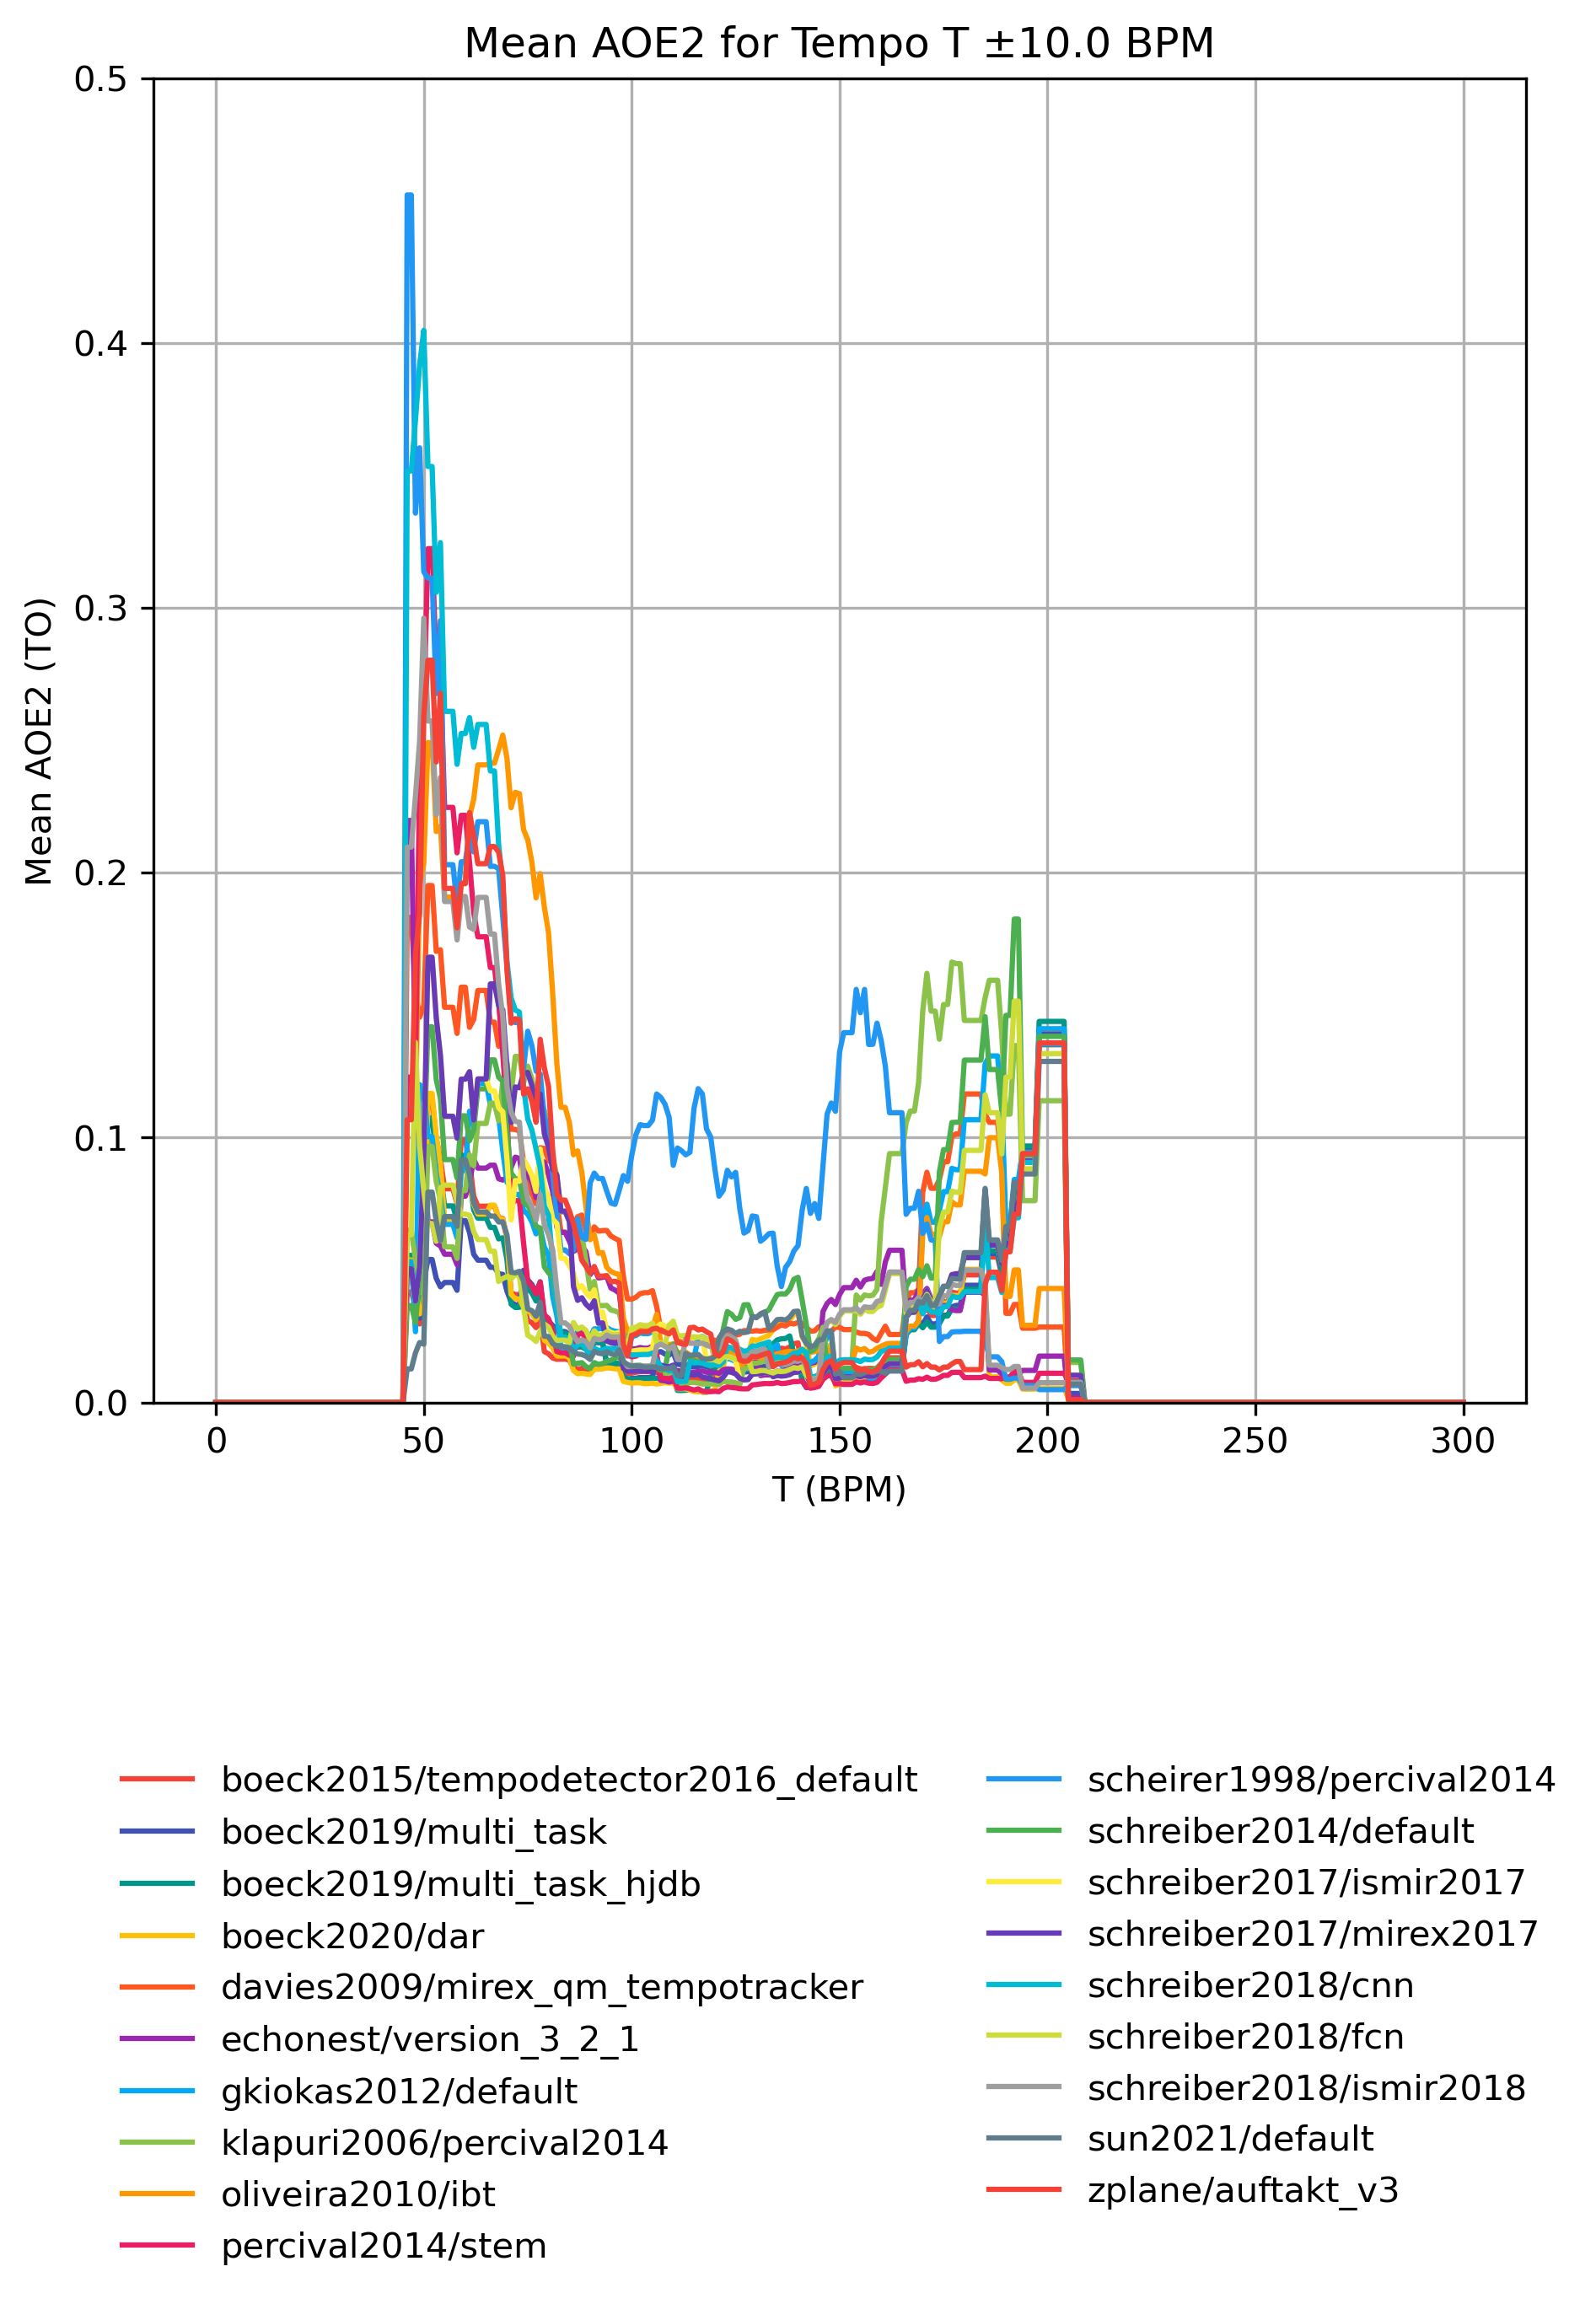 Mean AOE2 for Tempo T ±10.0 BPM
0.5
0.4
0.3
0.2
0.1
0.0
Mean AOE2 (TO)
0 50 100 150 200 250 300
T (BPM)
boeck2015/tempodetector2016_default
boeck2019/multi_task
boeck2019/multi_task_hjdb
boeck2020/dar
davies2009/mirex_qm_tempotracker
echonest/version_3_2_1
gkiokas2012/default
klapuri2006/percival2014
oliveira2010/ibt
percival2014/stem
scheirer1998/percival2014
schreiber2014/default
schreiber2017/ismir2017
schreiber2017/mirex2017
schreiber2018/cnn
schreiber2018/fcn
schreiber2018/ismir2018
sun2021/default
zplane/auftakt_v3